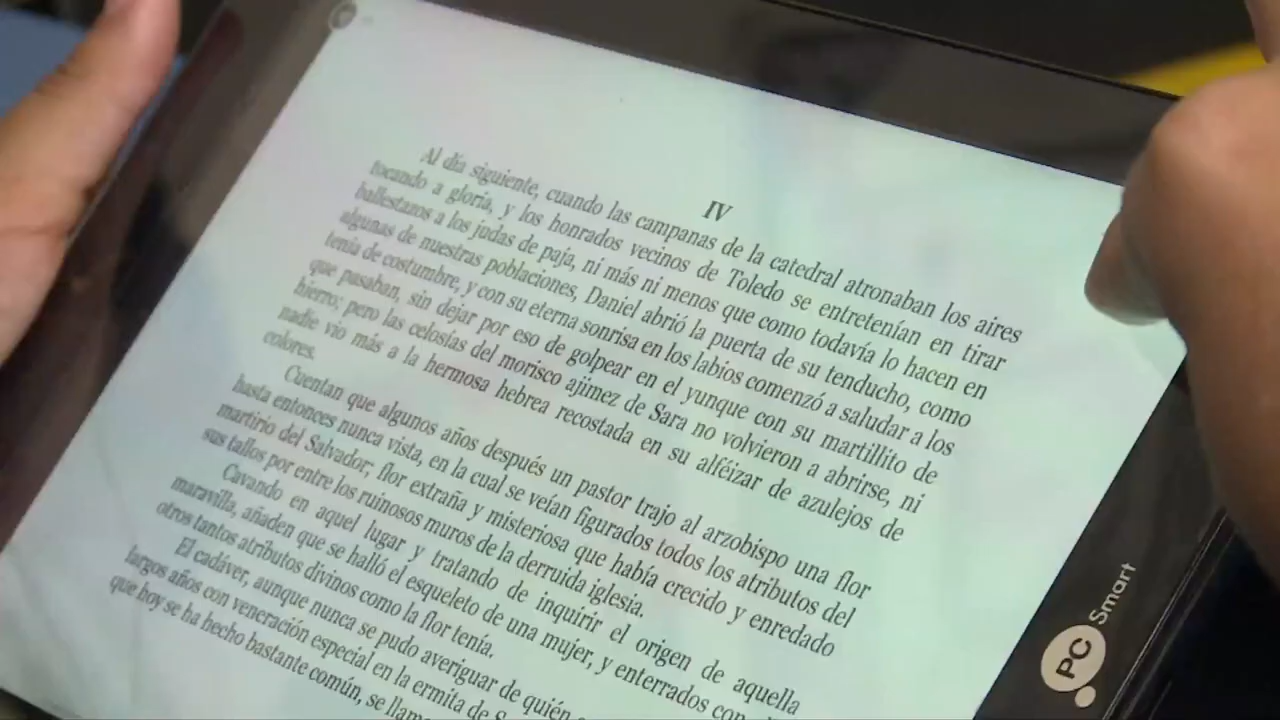 IV
Al día siguiente, cuando las campanas de la catedral atronaban los aires
tocando a gloria, y los honrados vecinos de Toledo se entretenían en tirar
ballestazos a los judas de paja, ni más ni menos que como todavía lo hacen en
algunas de nuestras poblaciones, Daniel abrió la puerta de su tenducho, como
tenía de costumbre, y con su eterna sonrisa en los labios comenzó a saludar a los
que pasaban, sin dejar por eso de golpear en el yunque con su martillito de
hierro; pero las celosías del morisco ajimez de Sara no volvieron a abrirse, ni
nadie vio más a la hermosa hebrea recostada en su alféizar de azulejos de
colores.
Cuentan que algunos años después un pastor trajo al arzobispo una flor
hasta entonces nunca vista, en la cual se veían figurados todos los atributos del
martirio del Salvador; flor extraña y misteriosa que había crecido y enredado
sus tallos por entre los ruinosos muros de la derruida iglesia.
Cavando en aquel lugar y tratando de inquirir el origen de aquella
maravilla, añaden que se halló el esqueleto de una mujer, y enterrados con
otros tantos atributos divinos como la flor tenía.
El cadáver, aunque nunca se pudo averiguar de quién
largos años con veneración especial en la ermita de
que hoy se ha hecho bastante común, se
PC Smart